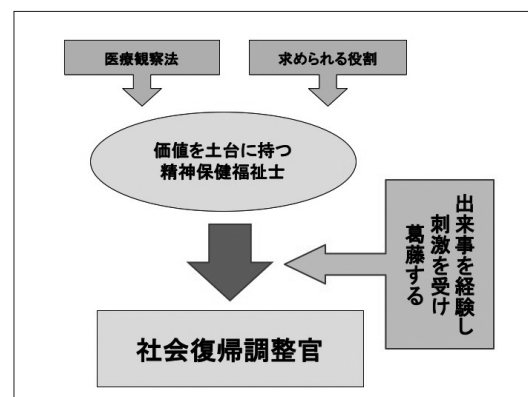 医療観察法
求められる役割
価値を土台に持つ
精神保健福祉士
出来事を経験し
刺激を受け
葛藤する
社会復帰調整官